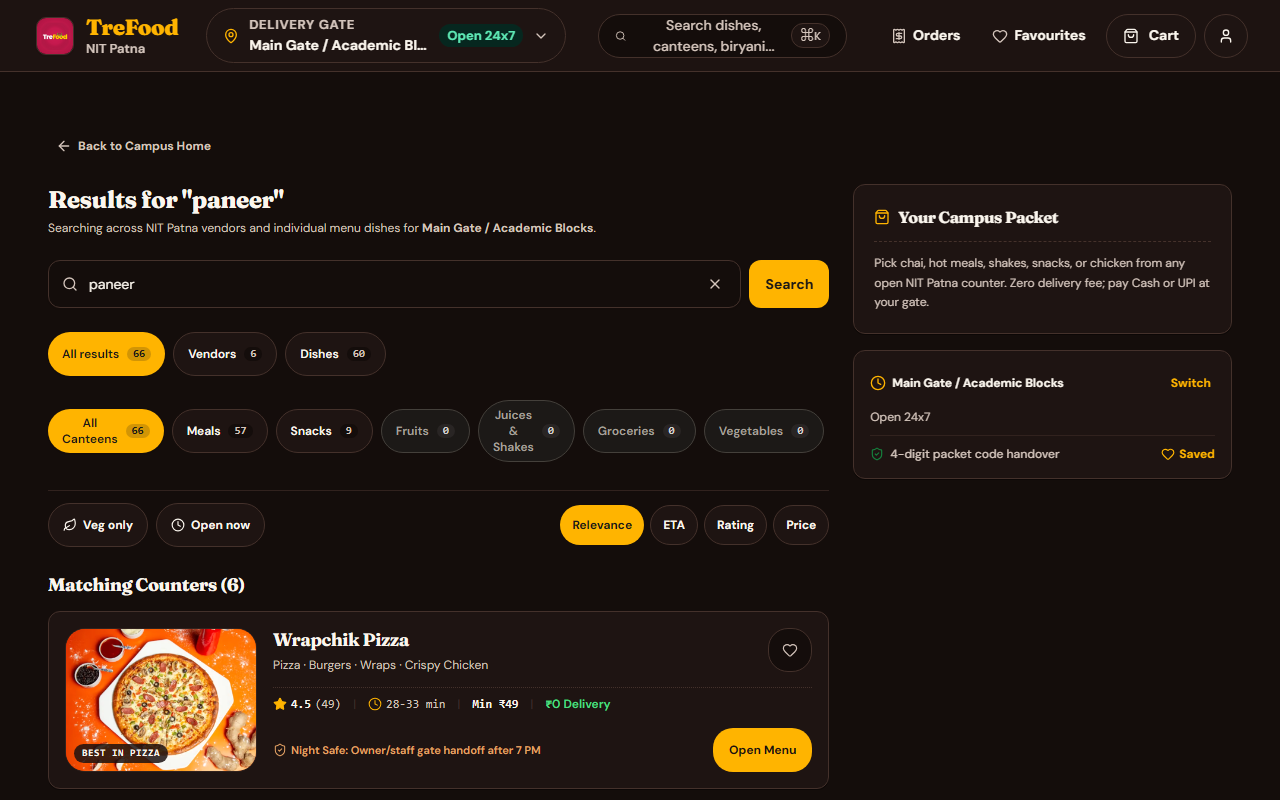 TreFood
TreFood
NIT Patna
DELIVERY GATE
Main Gate / Academic Bl...
Open 24x7
Search dishes,
canteens, biryani...
⌘K
Orders
Favourites
Cart
Back to Campus Home
Results for "paneer"
Searching across NIT Patna vendors and individual menu dishes for Main Gate / Academic Blocks.
paneer
Search
All results 66
Vendors 6
Dishes 60
All Canteens 66
Meals 57
Snacks 9
Fruits 0
Juices & Shakes 0
Groceries 0
Vegetables 0
Veg only
Open now
Relevance
ETA
Rating
Price
Matching Counters (6)
Wrapchik Pizza
Pizza · Burgers · Wraps · Crispy Chicken
4.5 (49)
28-33 min
Min ₹49
₹0 Delivery
BEST IN PIZZA
Night Safe: Owner/staff gate handoff after 7 PM
Open Menu
Your Campus Packet
Pick chai, hot meals, shakes, snacks, or chicken from any
open NIT Patna counter. Zero delivery fee; pay Cash or UPI at
your gate.
Main Gate / Academic Blocks
Switch
Open 24x7
4-digit packet code handover
Saved